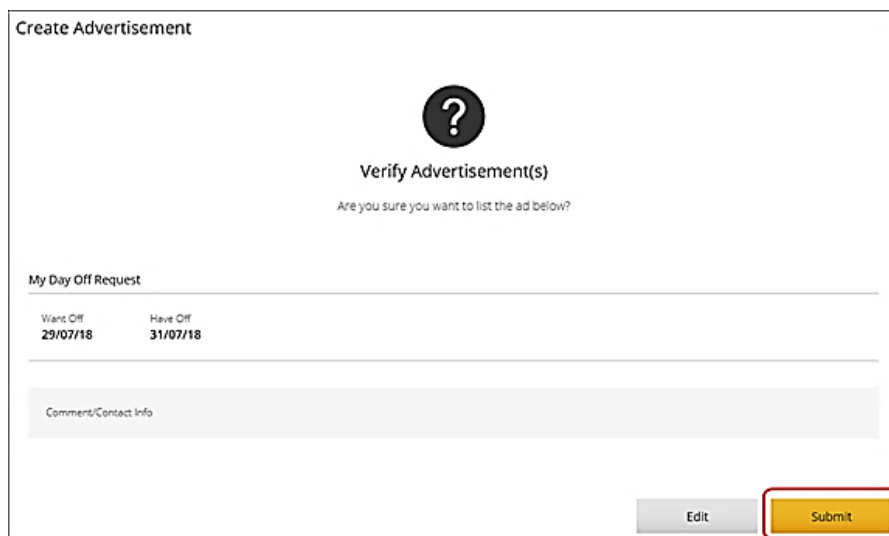 Create Advertisement
?
Verify Advertisement(s)
Are you sure you want to list the ad below?
My Day Off Request
Want Off Have Off
29/07/18 31/07/18
Comment/Contact Info
Edit Submit